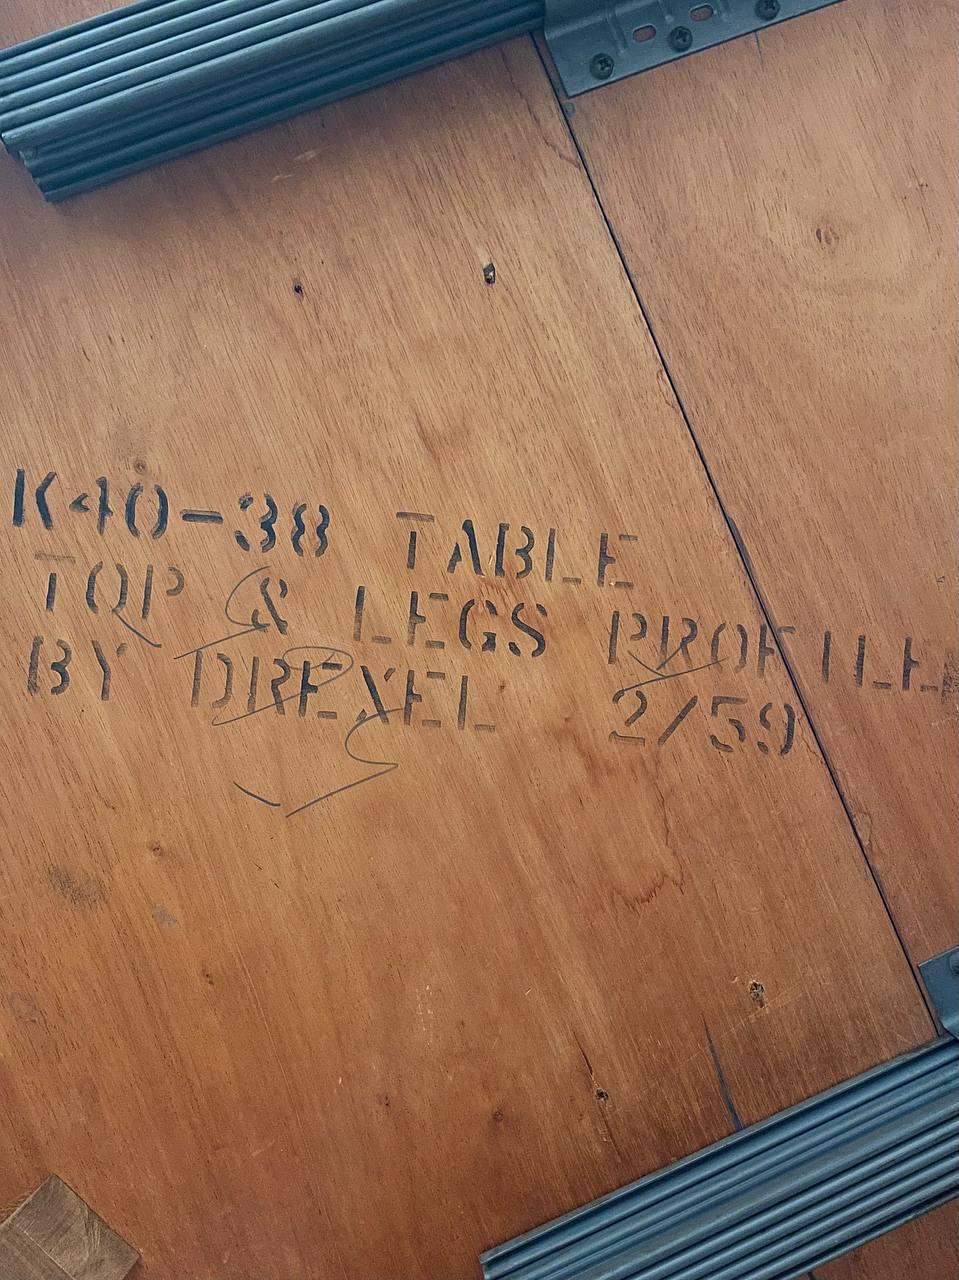 K40-38 TABLE
TOP & LEGS PROFILE
BY DREXEL 2/59